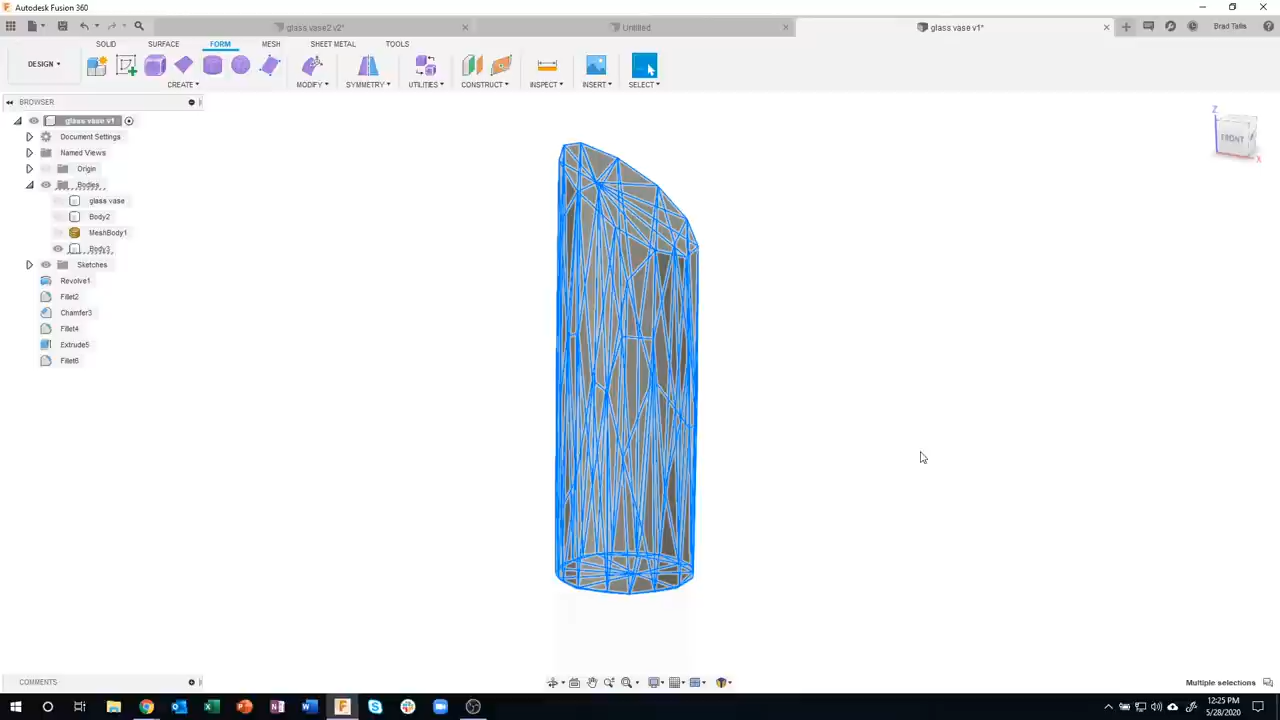 Autodesk Fusion 360
glass vase2 v2*
Untitled
glass vase v1*
Brad Tallis
SOLID
SURFACE
FORM
MESH
SHEET METAL
TOOLS
DESIGN
CREATE
MODIFY
SYMMETRY
UTILITIES
CONSTRUCT
INSPECT
INSERT
SELECT
BROWSER
glass vase v1
Document Settings
Named Views
Origin
Bodies
glass vase
Body2
MeshBody1
Body3
Sketches
Revolve1
Fillet2
Chamfer3
Fillet4
Extrude5
Fillet6
Z
FRONT
X
COMMENTS
Multiple selections
12:25 PM
5/28/2020